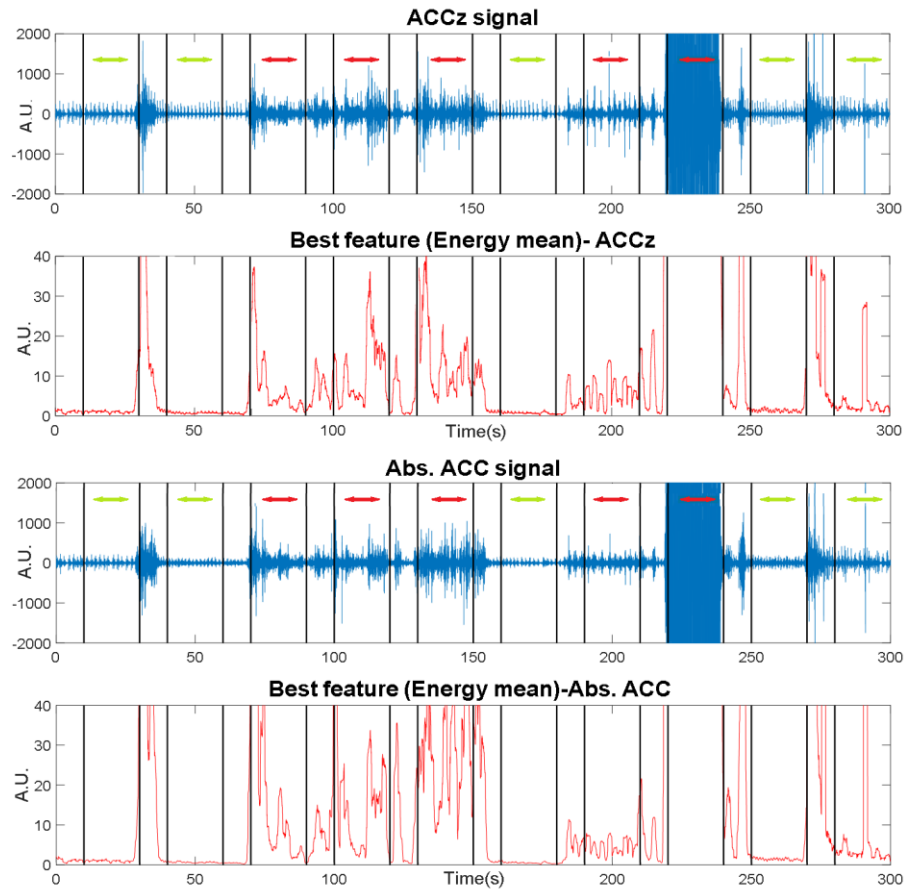 ACCz signal
2000
1000
0
-1000
-2000
A.U.
0 50 100 150 200 250 300
Best feature (Energy mean)- ACCz
40
30
20
10
0
A.U.
0 50 100 150 200 250 300
Time(s)
Abs. ACC signal
2000
1000
0
-1000
-2000
A.U.
0 50 100 150 200 250 300
Best feature (Energy mean)-Abs. ACC
40
30
20
10
0
A.U.
0 50 100 150 200 250 300
Time(s)